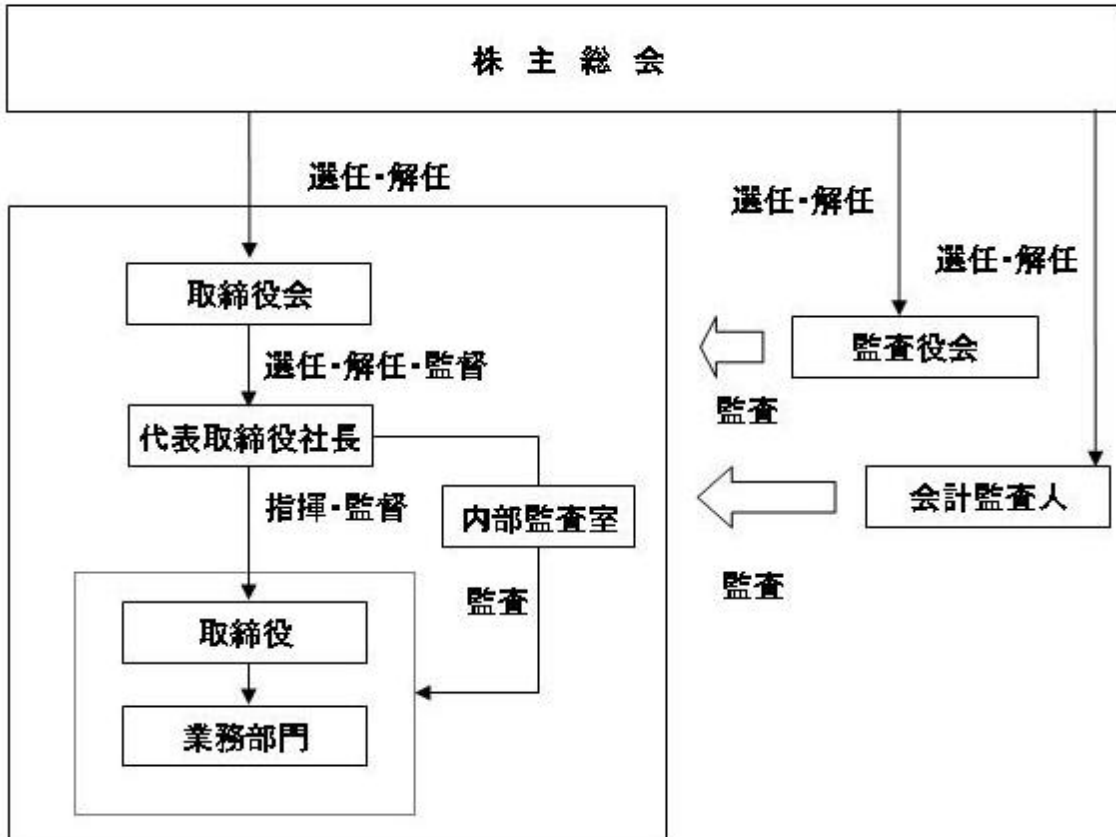 株主総会
選任・解任
選任・解任
選任・解任
取締役会
監査役会
選任・解任・監督
監査
代表取締役社長
指揮・監督
内部監査室
会計監査人
監査
監査
取締役
業務部門